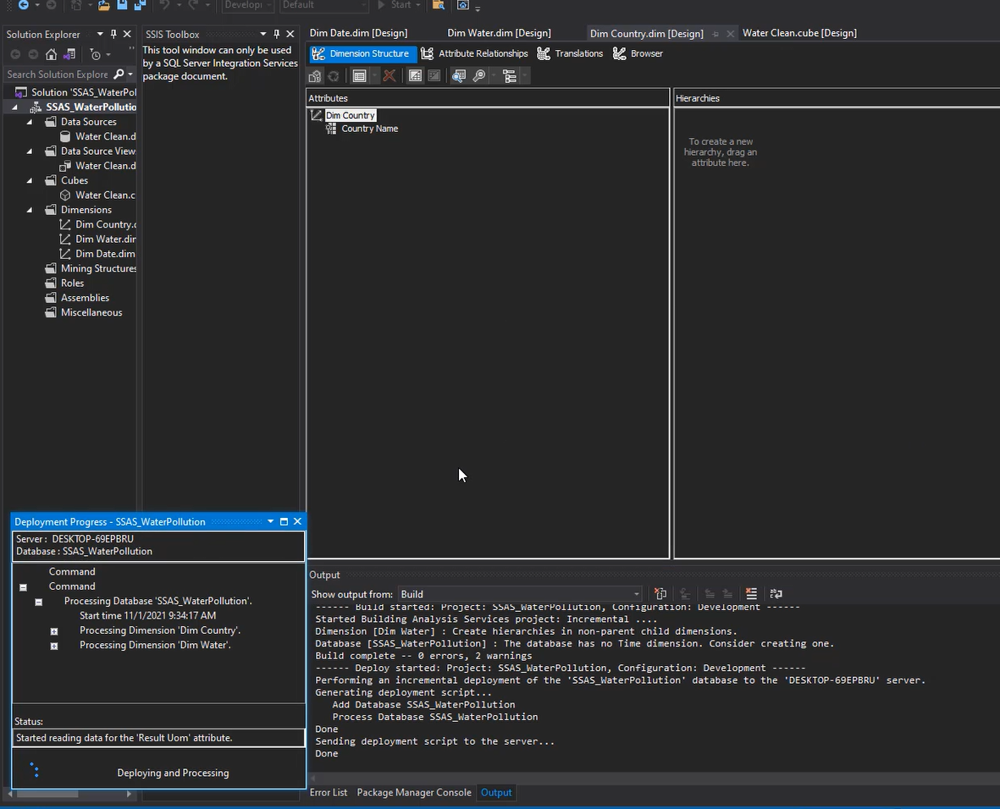 Developi
Default
Start
Solution Explorer
Search Solution Explore
Solution 'SSAS_WaterPol
SSAS_WaterPollutio
Data Sources
Water Clean.d
Data Source View
Water Clean.d
Cubes
Water Clean.c
Dimensions
Dim Country.c
Dim Water.dir
Dim Date.dim
Mining Structures
Roles
Assemblies
Miscellaneous
SSIS Toolbox
This tool window can only be used
by a SQL Server Integration Services
package document.
Dim Date.dim [Design]
Dim Water.dim [Design]
Dim Country.dim [Design]
Water Clean.cube [Design]
Dimension Structure
Attribute Relationships
Translations
Browser
Attributes
Dim Country
Country Name
Hierarchies
To create a new
hierarchy, drag an
attribute here.
Deployment Progress - SSAS_WaterPollution
Server : DESKTOP-69EPBRU
Database : SSAS_WaterPollution
Command
Command
Processing Database 'SSAS_WaterPollution'.
Start time 11/1/2021 9:34:17 AM
Processing Dimension 'Dim Country'.
Processing Dimension 'Dim Water'.
Status:
Started reading data for the 'Result Uom' attribute.
Deploying and Processing
Output
Show output from: Build
------ Build started: Project: SSAS_WaterPollution, Configuration: Development ------
Started Building Analysis Services project: Incremental ....
Dimension [Dim Water] : Create hierarchies in non-parent child dimensions.
Database [SSAS_WaterPollution] : The database has no Time dimension. Consider creating one.
Build complete -- 0 errors, 2 warnings
------ Deploy started: Project: SSAS_WaterPollution, Configuration: Development ------
Performing an incremental deployment of the 'SSAS_WaterPollution' database to the 'DESKTOP-69EPBRU' server.
Generating deployment script...
Add Database SSAS_WaterPollution
Process Database SSAS_WaterPollution
Done
Sending deployment script to the server...
Done
Error List
Package Manager Console
Output